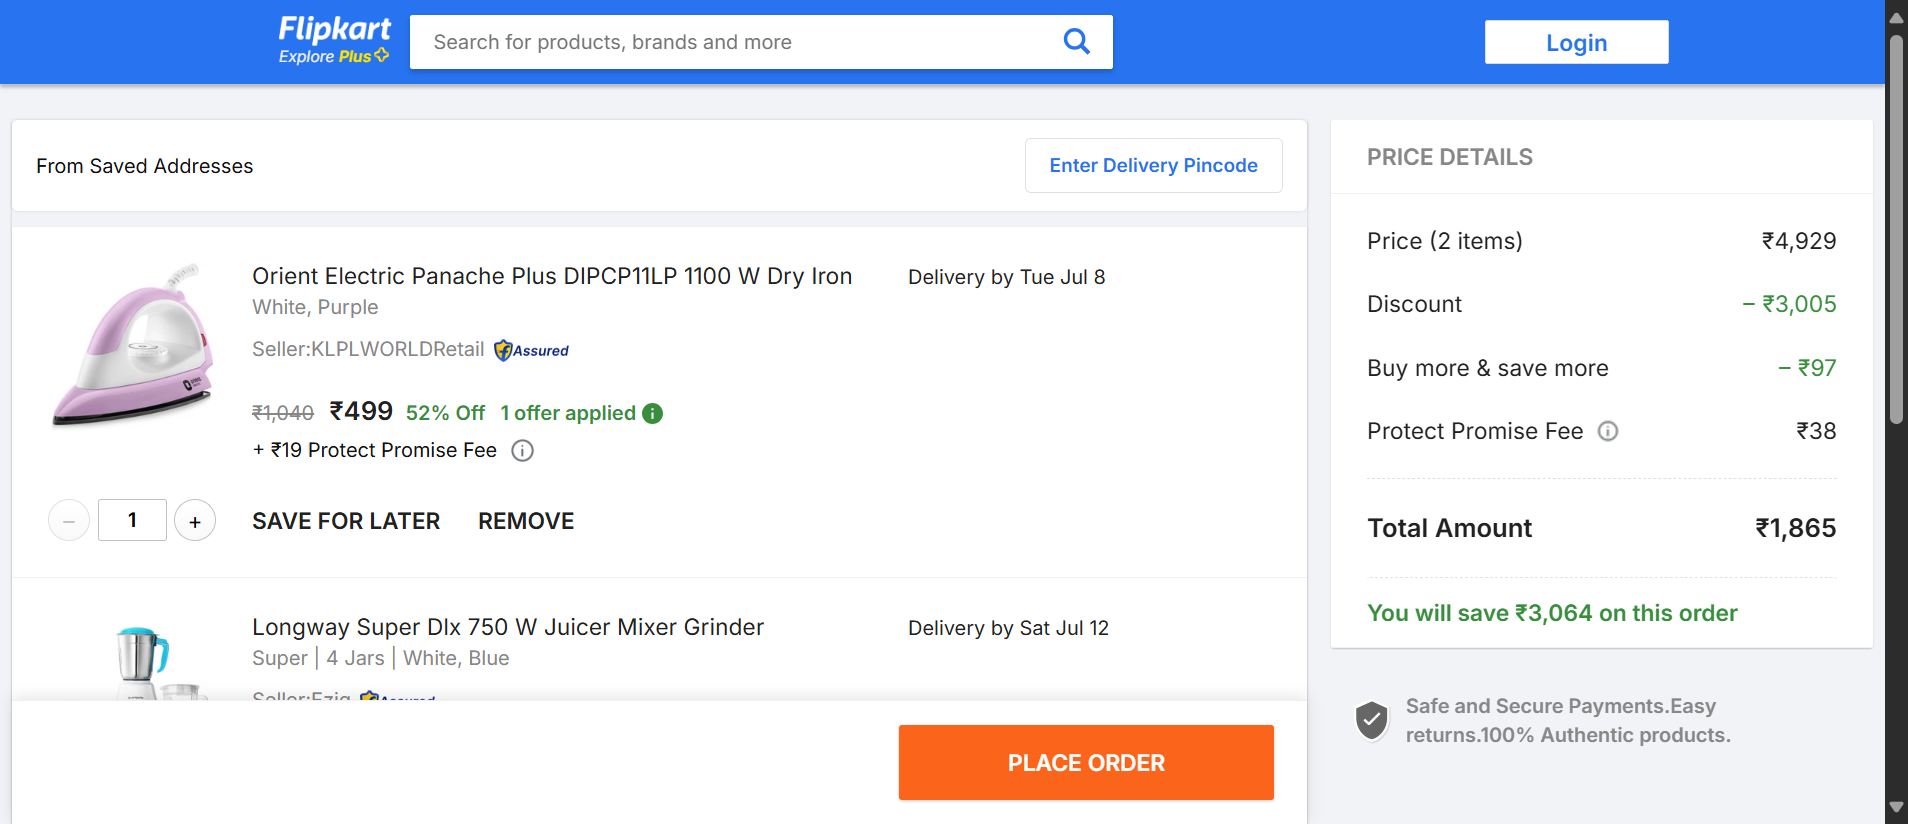 Flipkart
Explore Plus
Search for products, brands and more
Login
From Saved Addresses
Enter Delivery Pincode
Orient Electric Panache Plus DIPCP11LP 1100 W Dry Iron
White, Purple
Seller:KLPLWORLDRetail Assured
₹1,040 ₹499 52% Off 1 offer applied
+ ₹19 Protect Promise Fee
Delivery by Tue Jul 8
1
SAVE FOR LATER REMOVE
Longway Super Dlx 750 W Juicer Mixer Grinder
Super | 4 Jars | White, Blue
Seller:Eziq Assured
Delivery by Sat Jul 12
PLACE ORDER
PRICE DETAILS
Price (2 items) ₹4,929
Discount − ₹3,005
Buy more & save more − ₹97
Protect Promise Fee ₹38
Total Amount ₹1,865
You will save ₹3,064 on this order
Safe and Secure Payments.Easy
returns.100% Authentic products.